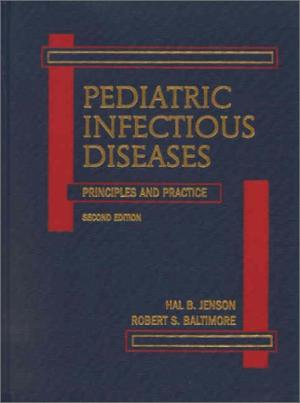 PEDIATRIC
INFECTIOUS
DISEASES
PRINCIPLES AND PRACTICE
SECOND EDITION
HAL B. JENSON
ROBERT S. BALTIMORE